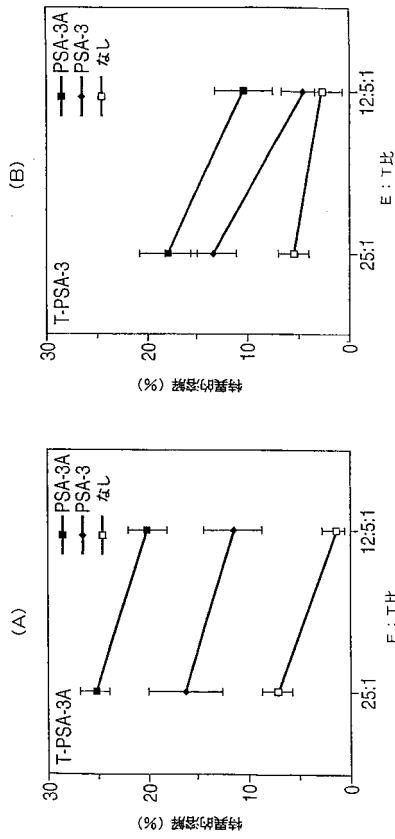 (A)
T-PSA-3A
PSA-3A
PSA-3
なし
30
20
10
0
特異的溶解 (%)
25:1
12:5:1
E:T比
(B)
T-PSA-3
PSA-3A
PSA-3
なし
30
20
10
0
特異的溶解 (%)
25:1
12:5:1
E:T比